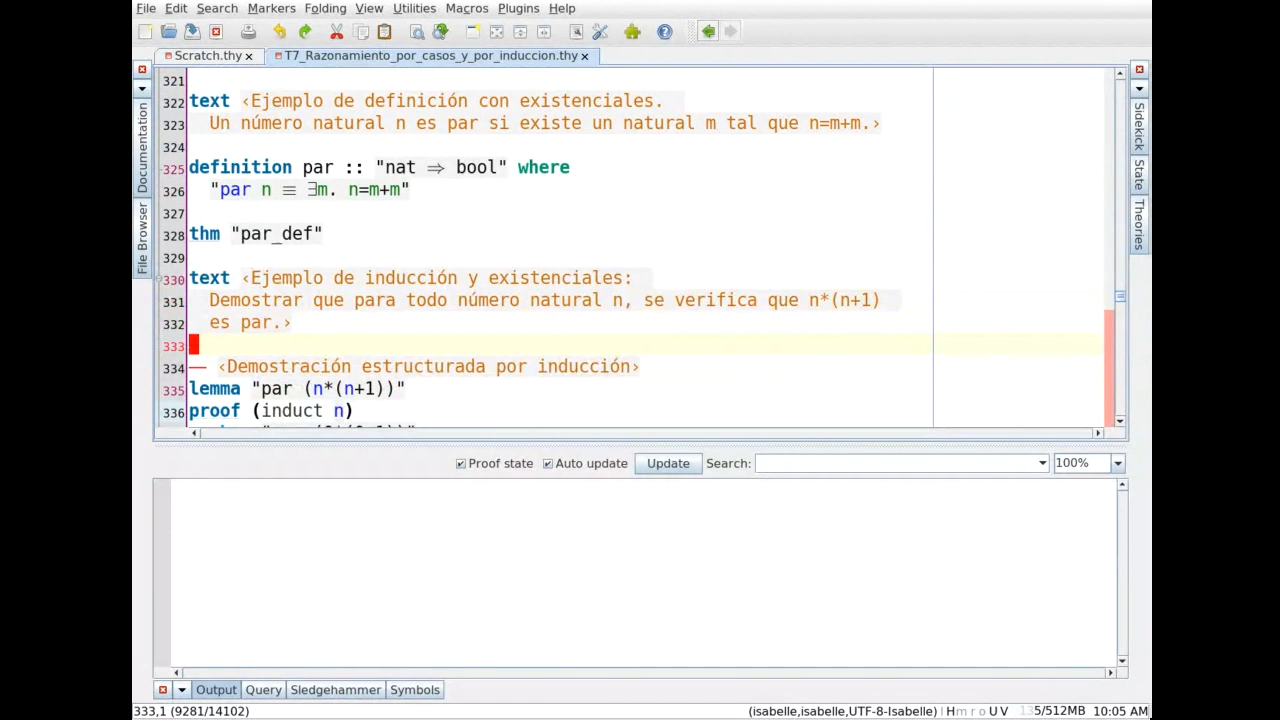 File Edit Search Markers Folding View Utilities Macros Plugins Help
Scratch.thy T7_Razonamiento_por_casos_y_por_induccion.thy
321
322 text ‹Ejemplo de definición con existenciales.
323 Un número natural n es par si existe un natural m tal que n=m+m.›
324
325 definition par :: "nat ⇒ bool" where
326 "par n ≡ ∃m. n=m+m"
327
328 thm "par_def"
329
330 text ‹Ejemplo de inducción y existenciales:
331 Demostrar que para todo número natural n, se verifica que n*(n+1)
332 es par.›
333
334 — ‹Demostración estructurada por inducción›
335 lemma "par (n*(n+1))"
336 proof (induct n)
File Browser
Documentation
Sidekick
State
Theories
Proof state Auto update Update Search: 100%
Output Query Sledgehammer Symbols
333,1 (9281/14102) (isabelle,isabelle,UTF-8-Isabelle) | H m r o U V 5/512MB 10:05 AM